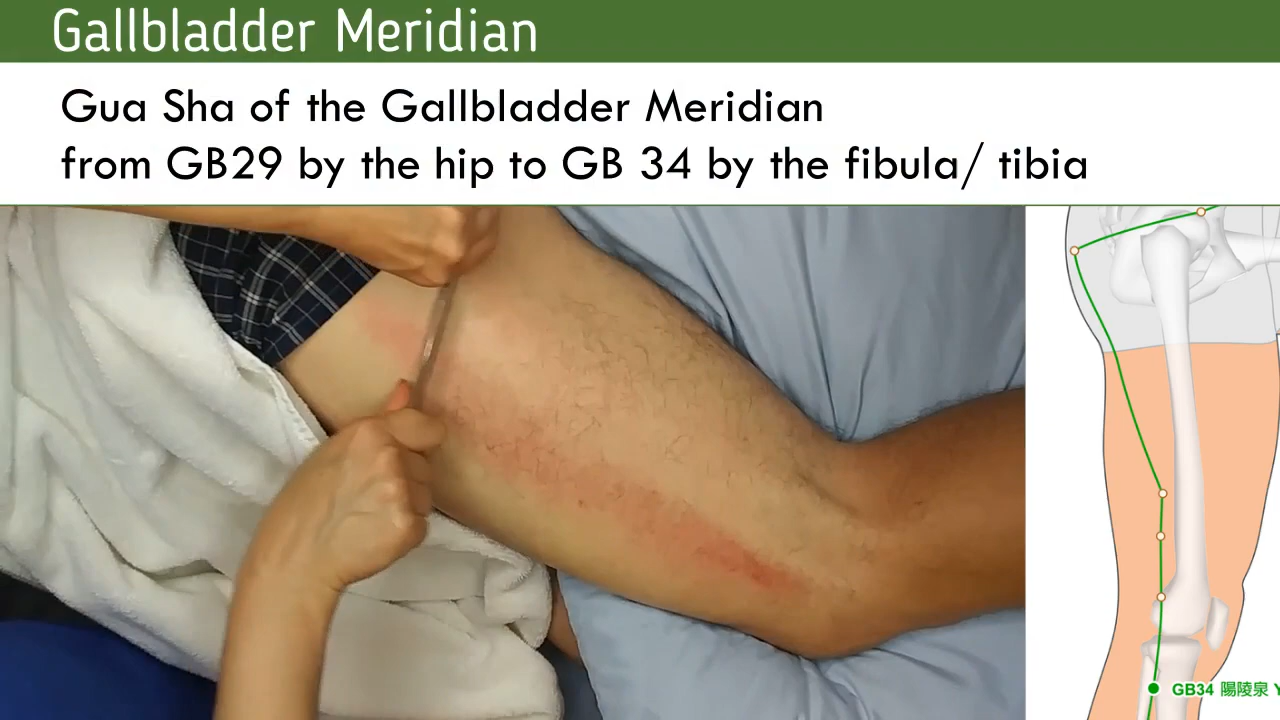 Gallbladder Meridian
Gua Sha of the Gallbladder Meridian
from GB29 by the hip to GB 34 by the fibula/ tibia
GB34 陽陵泉 Y